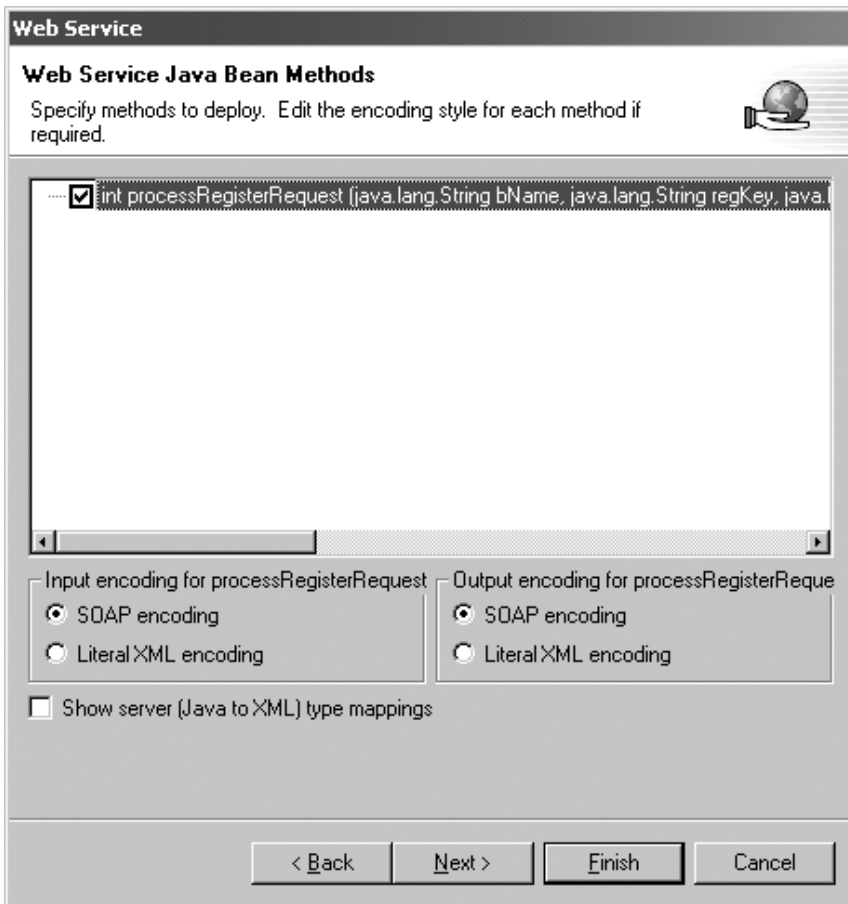 Web Service
Web Service Java Bean Methods
Specify methods to deploy. Edit the encoding style for each method if
required.
int processRegisterRequest (java.lang.String bName, java.lang.String regKey, java.l
Input encoding for processRegisterRequest
Output encoding for processRegisterReque
SOAP encoding
SOAP encoding
Literal XML encoding
Literal XML encoding
Show server (Java to XML) type mappings
< Back
Next >
Finish
Cancel